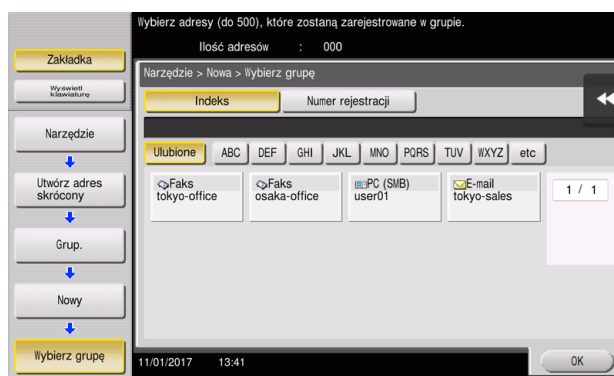 Wybierz adresy (do 500), które zostaną zarejestrowane w grupie.
Ilość adresów : 000
Zakładka
Wyświetl
klawiaturę
Narzędzie
Utwórz adres
skrócony
Grup.
Nowy
Wybierz grupę
Narzędzie > Nowa > Wybierz grupę
Indeks Numer rejestracji
Ulubione ABC DEF GHI JKL MNO PQRS TUV WXYZ etc
Faks
tokyo-office
Faks
osaka-office
PC (SMB)
user01
E-mail
tokyo-sales
1 / 1
11/01/2017 13:41
OK